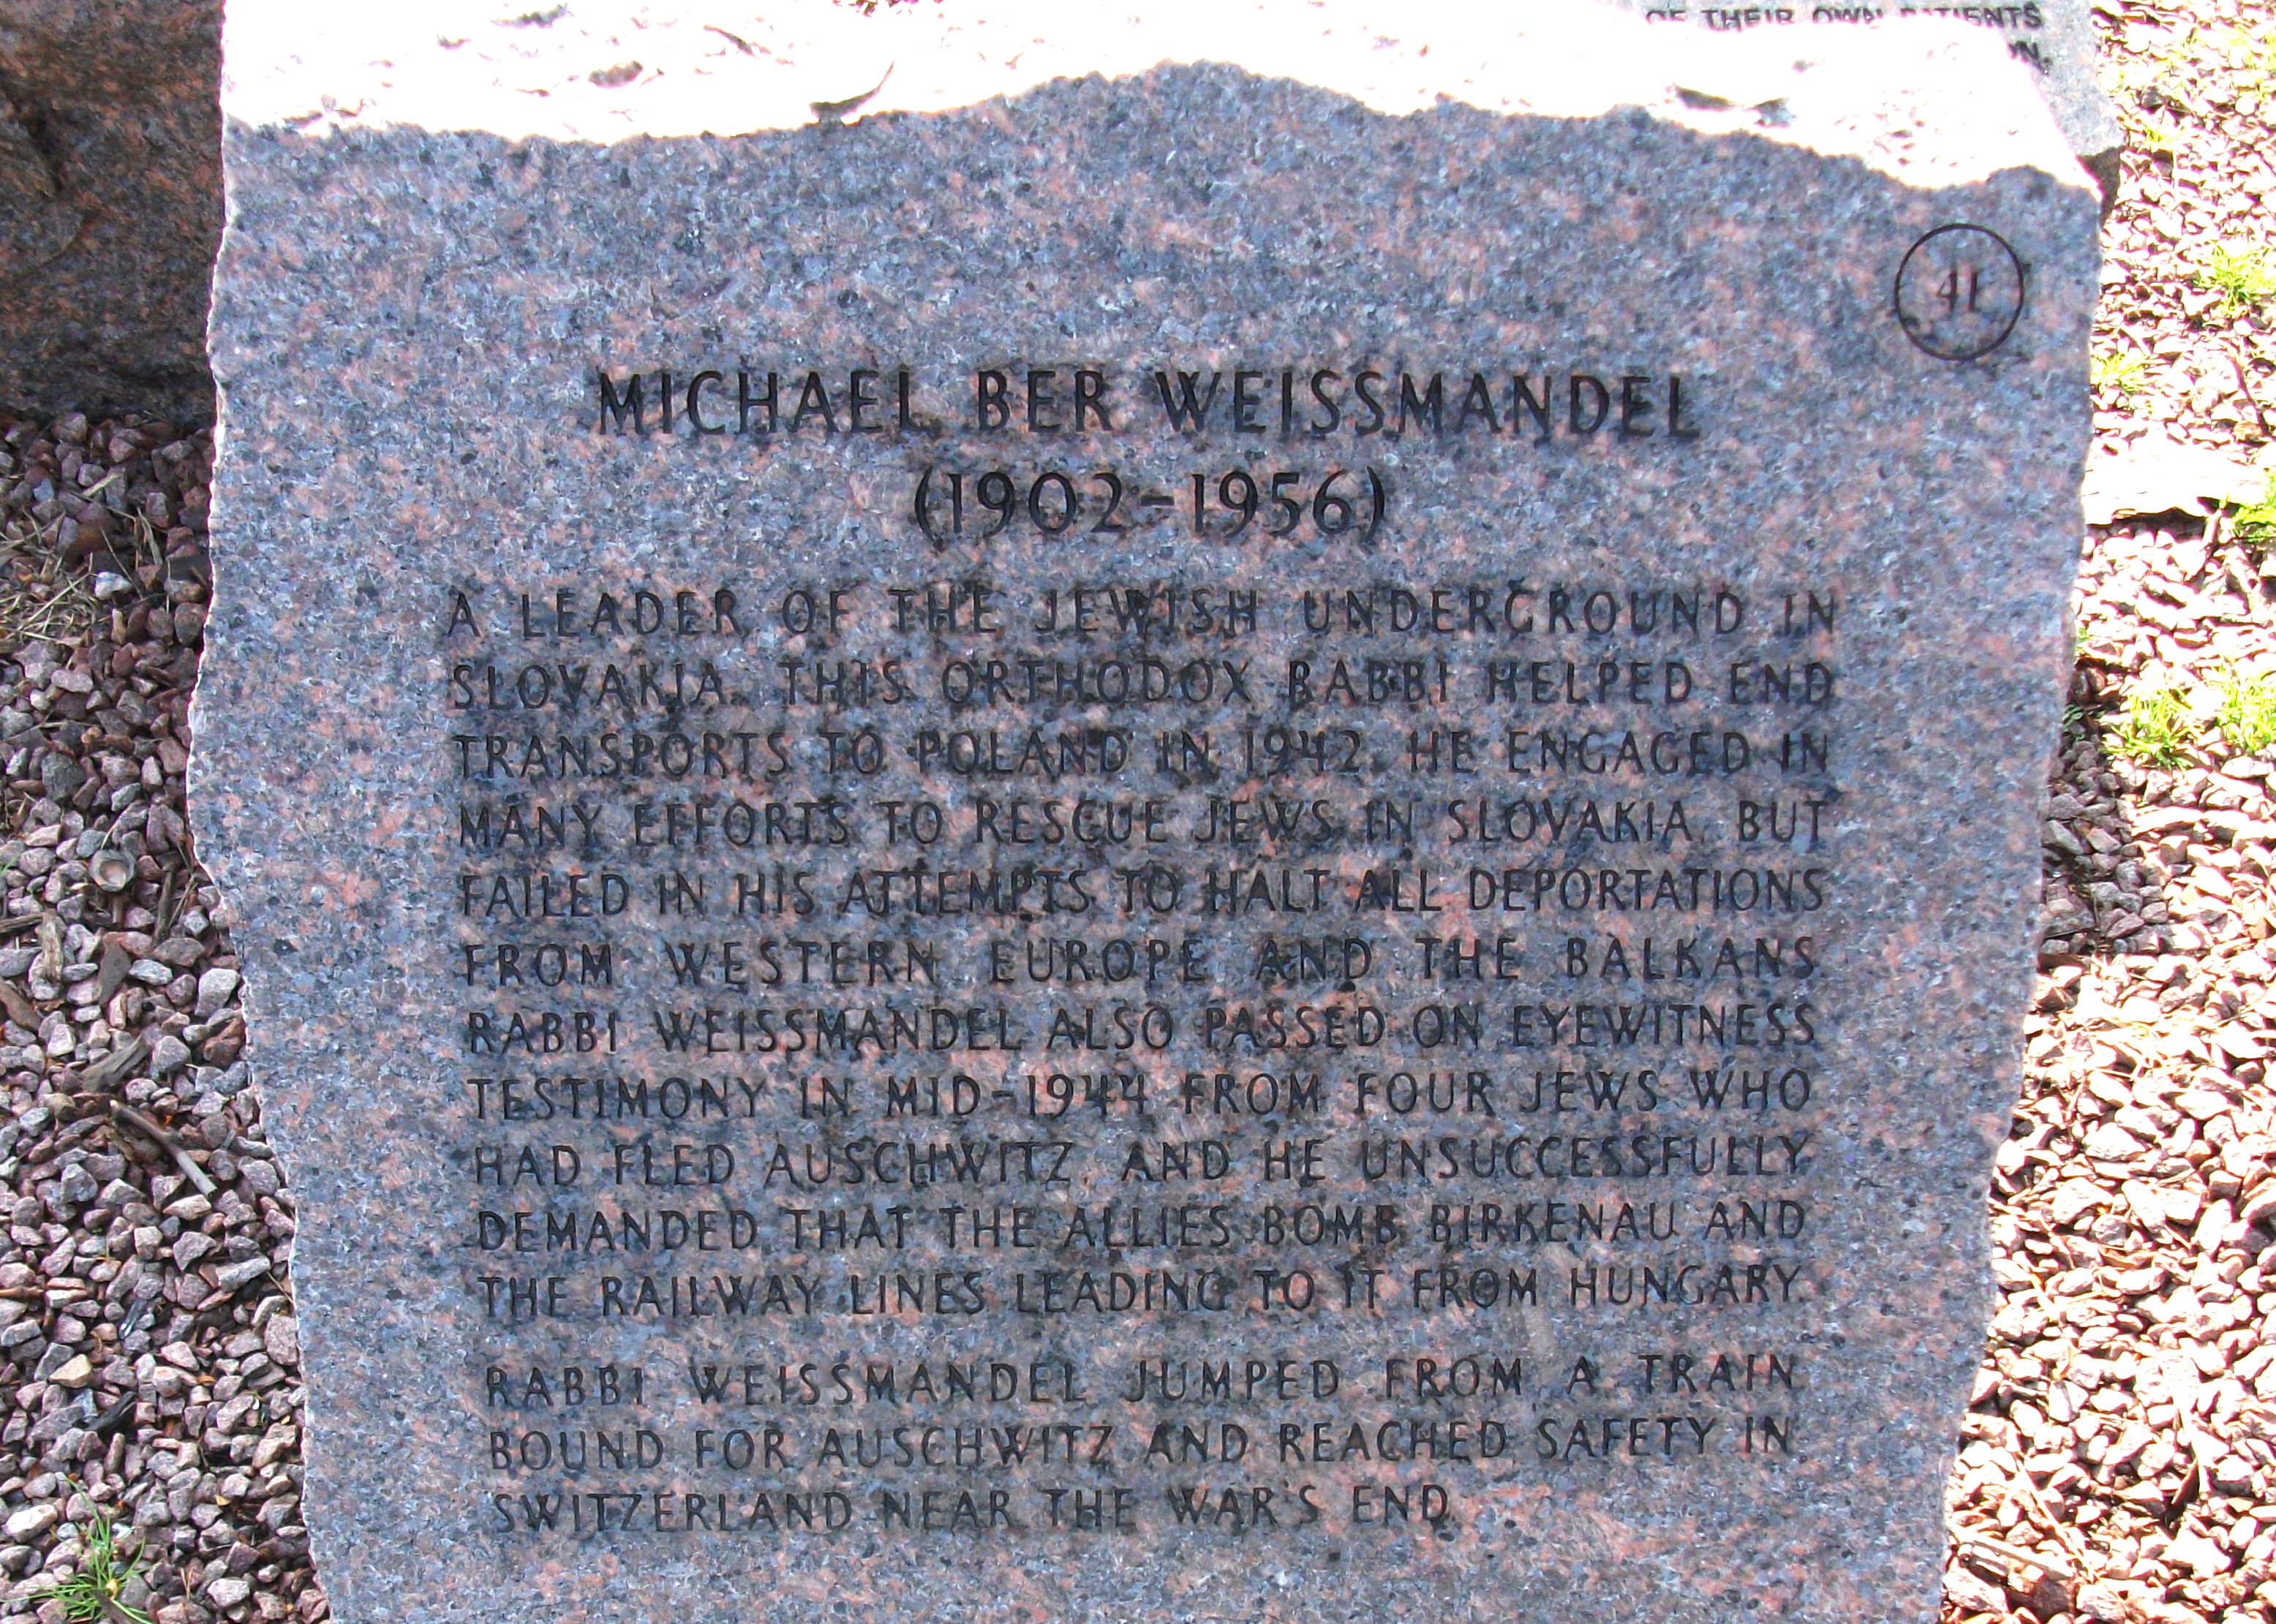 OF THEIR OWN PATIENTS
41
MICHAEL BER WEISSMANDEL
(1902-1956)
A LEADER OF THE JEWISH UNDERGROUND IN
SLOVAKIA, THIS ORTHODOX RABBI HELPED END
TRANSPORTS TO POLAND IN 1942. HE ENGAGED IN
MANY EFFORTS TO RESCUE JEWS IN SLOVAKIA, BUT
FAILED IN HIS ATTEMPTS TO HALT ALL DEPORTATIONS
FROM WESTERN EUROPE AND THE BALKANS
RABBI WEISSMANDEL ALSO PASSED ON EYEWITNESS
TESTIMONY IN MID-1944 FROM FOUR JEWS WHO
HAD FLED AUSCHWITZ, AND HE UNSUCCESSFULLY
DEMANDED THAT THE ALLIES BOMB BIRKENAU AND
THE RAILWAY LINES LEADING TO IT FROM HUNGARY.
RABBI WEISSMANDEL JUMPED FROM A TRAIN
BOUND FOR AUSCHWITZ AND REACHED SAFETY IN
SWITZERLAND NEAR THE WAR'S END.